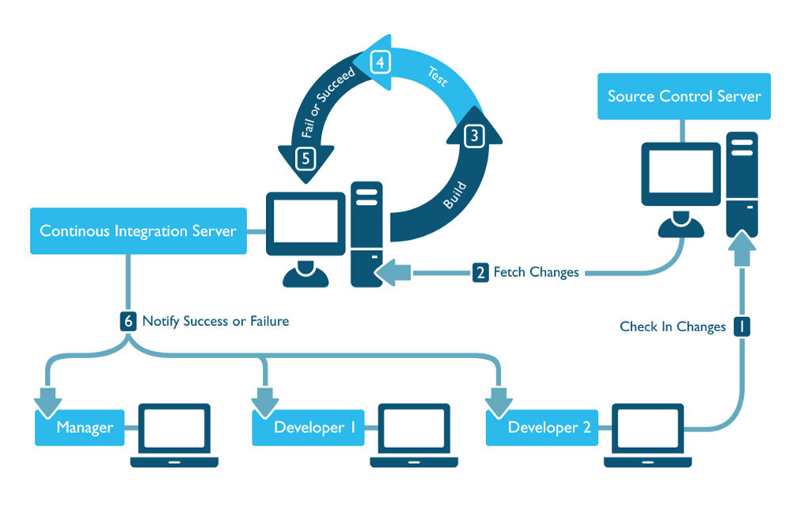 4
Test
Fail or Succeed
Source Control Server
3
5
Build
Continous Integration Server
2 Fetch Changes
6 Notify Success or Failure
Check In Changes 1
Manager
Developer 1
Developer 2